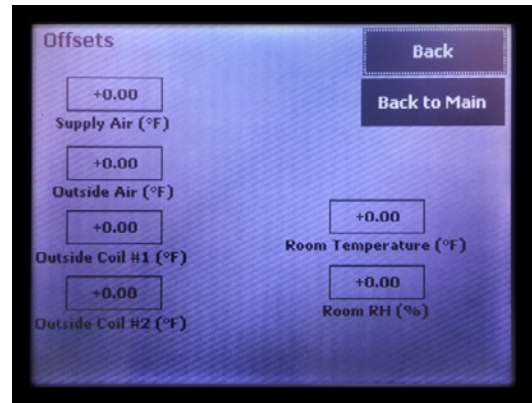 Offsets
Back
Back to Main
+0.00
Supply Air (°F)
+0.00
Outside Air (°F)
+0.00
Outside Coil #1 (°F)
+0.00
Outside Coil #2 (°F)
+0.00
Room Temperature (°F)
+0.00
Room RH (%)